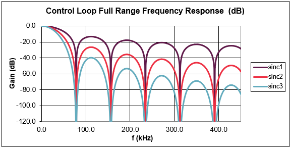 Control Loop Full Range Frequency Response (dB)
0.0
-20.0
-40.0
-60.0
-80.0
-100.0
-120.0
Gain (dB)
0.0 100.0 200.0 300.0 400.0
f (kHz)
sinc1
sinc2
sinc3